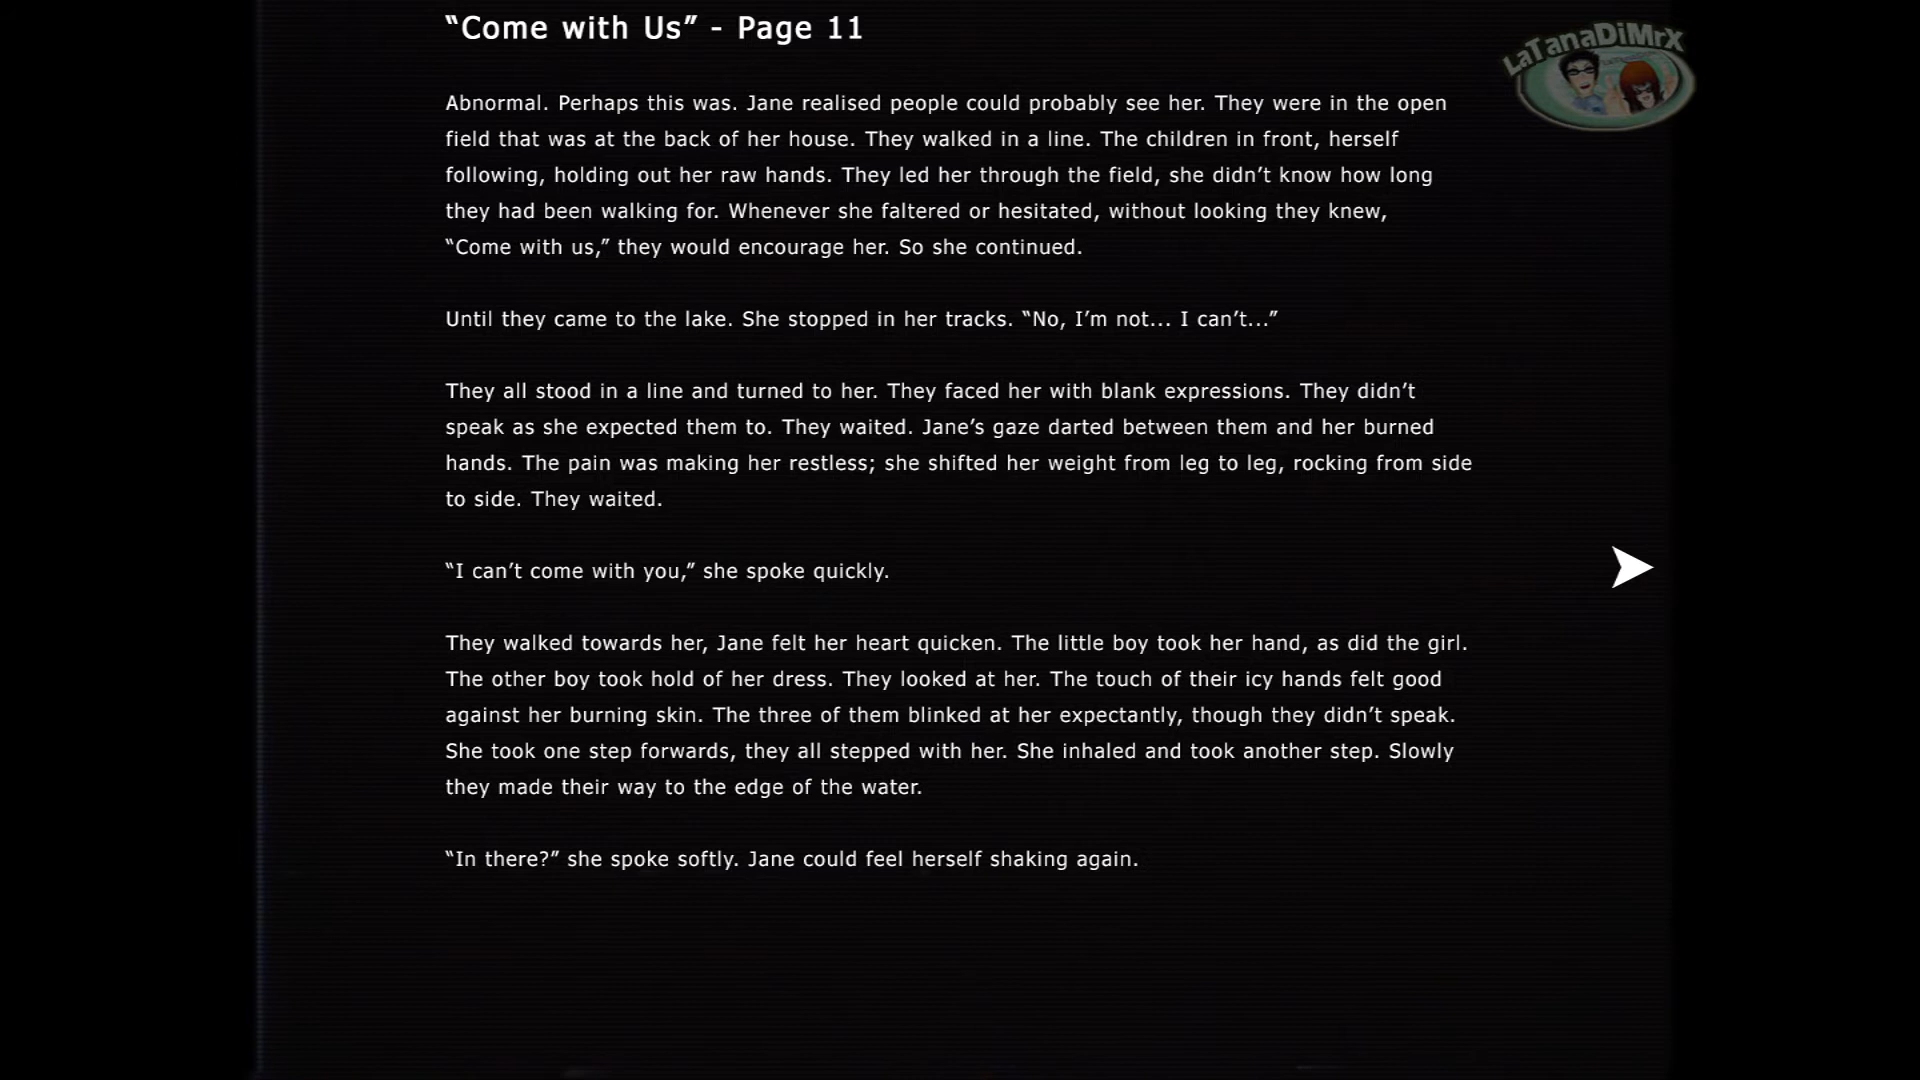 “Come with Us” - Page 11
LaTanaDiMrX
Abnormal. Perhaps this was. Jane realised people could probably see her. They were in the open
field that was at the back of her house. They walked in a line. The children in front, herself
following, holding out her raw hands. They led her through the field, she didn’t know how long
they had been walking for. Whenever she faltered or hesitated, without looking they knew,
“Come with us,” they would encourage her. So she continued.
Until they came to the lake. She stopped in her tracks. “No, I’m not... I can’t...”
They all stood in a line and turned to her. They faced her with blank expressions. They didn’t
speak as she expected them to. They waited. Jane’s gaze darted between them and her burned
hands. The pain was making her restless; she shifted her weight from leg to leg, rocking from side
to side. They waited.
“I can’t come with you,” she spoke quickly.
They walked towards her, Jane felt her heart quicken. The little boy took her hand, as did the girl.
The other boy took hold of her dress. They looked at her. The touch of their icy hands felt good
against her burning skin. The three of them blinked at her expectantly, though they didn’t speak.
She took one step forwards, they all stepped with her. She inhaled and took another step. Slowly
they made their way to the edge of the water.
“In there?” she spoke softly. Jane could feel herself shaking again.